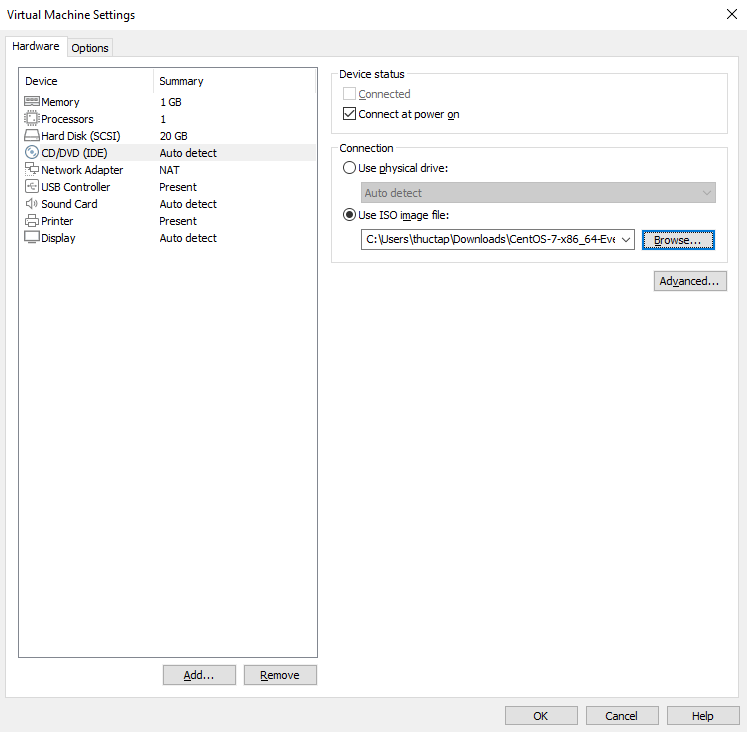 Virtual Machine Settings
Hardware Options
Device Summary
Memory 1 GB
Processors 1
Hard Disk (SCSI) 20 GB
CD/DVD (IDE) Auto detect
Network Adapter NAT
USB Controller Present
Sound Card Auto detect
Printer Present
Display Auto detect
Add... Remove
Device status
Connected
Connect at power on
Connection
Use physical drive:
Auto detect
Use ISO image file:
C:\Users\thuctap\Downloads\CentOS-7-x86_64-Eve Browse...
Advanced...
OK Cancel Help